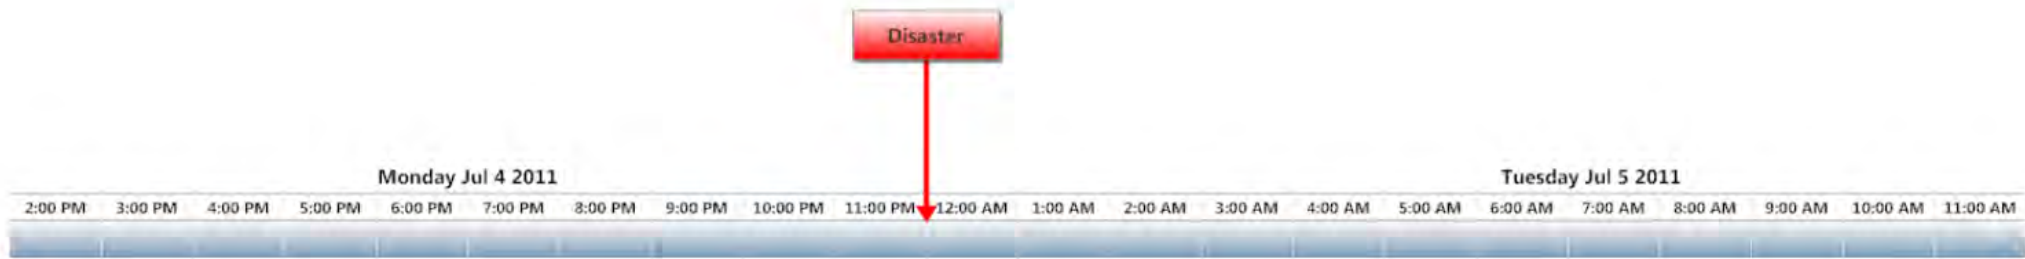 Disaster
Monday Jul 4 2011 Tuesday Jul 5 2011
2:00 PM 3:00 PM 4:00 PM 5:00 PM 6:00 PM 7:00 PM 8:00 PM 9:00 PM 10:00 PM 11:00 PM 12:00 AM 1:00 AM 2:00 AM 3:00 AM 4:00 AM 5:00 AM 6:00 AM 7:00 AM 8:00 AM 9:00 AM 10:00 AM 11:00 AM